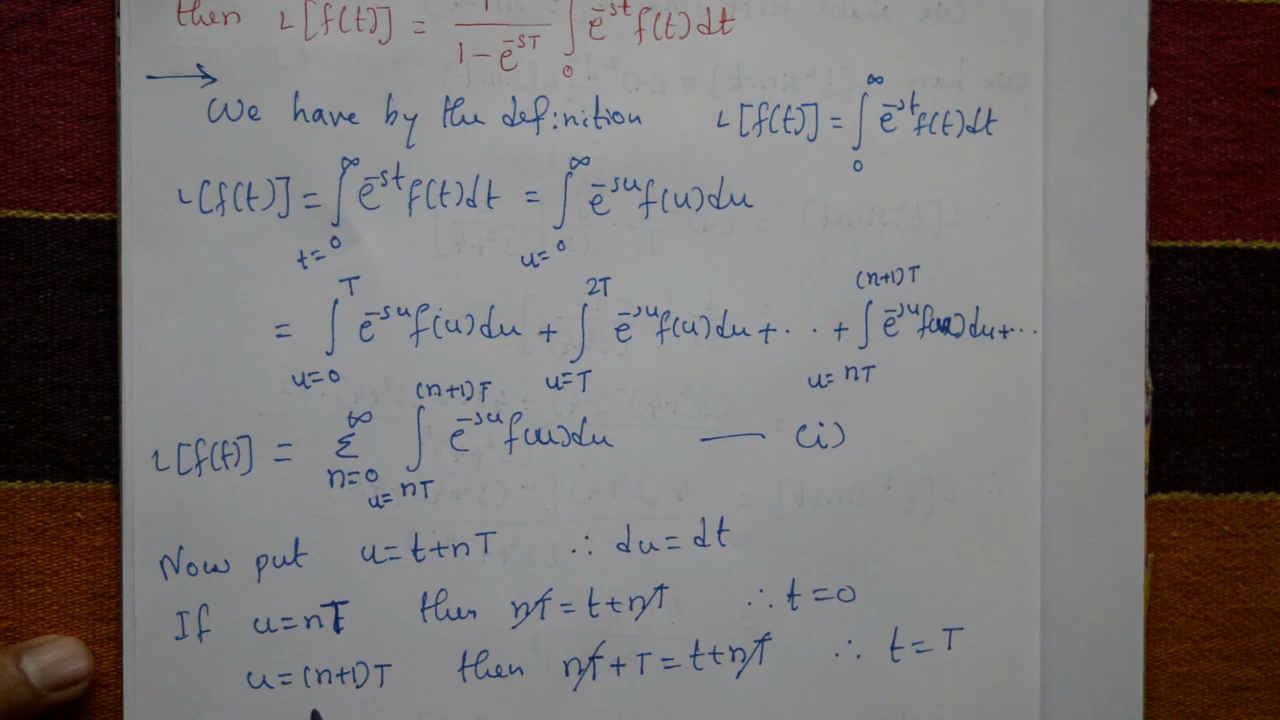 then L[f(t)] = 1/(1-e^{-sT}) ∫_0 e^{-st} f(t) dt
We have by the definition L[f(t)] = ∫_0^∞ e^{-st} f(t) dt
L[f(t)] = ∫_{t=0}^∞ e^{-st} f(t) dt = ∫_{u=0}^∞ e^{-su} f(u) du
= ∫_{u=0}^T e^{-su} f(u) du + ∫_{u=T}^{2T} e^{-su} f(u) du + · · + ∫_{u=nT}^{(n+1)T} e^{-su} f(u) du + ···
L[f(t)] = Σ_{n=0}^∞ ∫_{u=nT}^{(n+1)T} e^{-su} f(u) du — (i)
Now put u=t+nT ∴ du=dt
If u=nT then nT = t+nT ∴ t=0
u=(n+1)T then nT+T = t+nT ∴ t=T